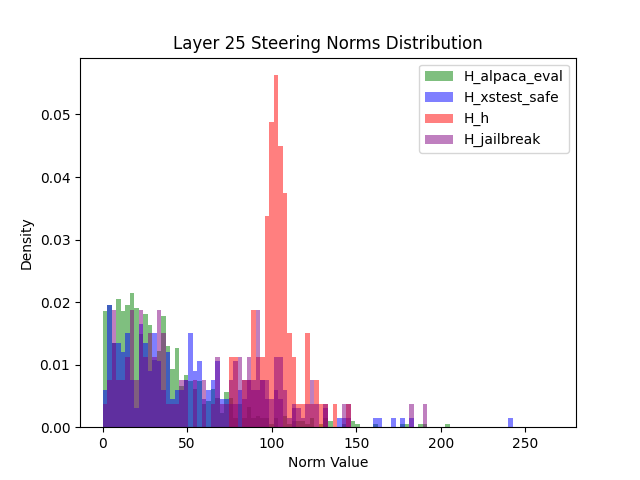 Layer 25 Steering Norms Distribution
H_alpaca_eval
H_xstest_safe
H_h
H_jailbreak
Density
0.05
0.04
0.03
0.02
0.01
0.00
0
50
100
150
200
250
Norm Value